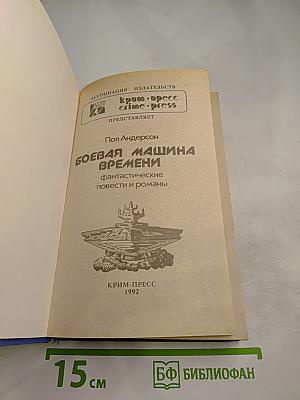 АССОЦИАЦИЯ ИЗДАТЕЛЬСТВ
крим-пресс
crime-press
ПРЕДСТАВЛЯЕТ
Пол Андерсон
БОЕВАЯ МАШИНА
ВРЕМЕНИ
фантастические
повести и романы
КРИМ-ПРЕСС
1992
15 см
БФ БИБЛИОФАН